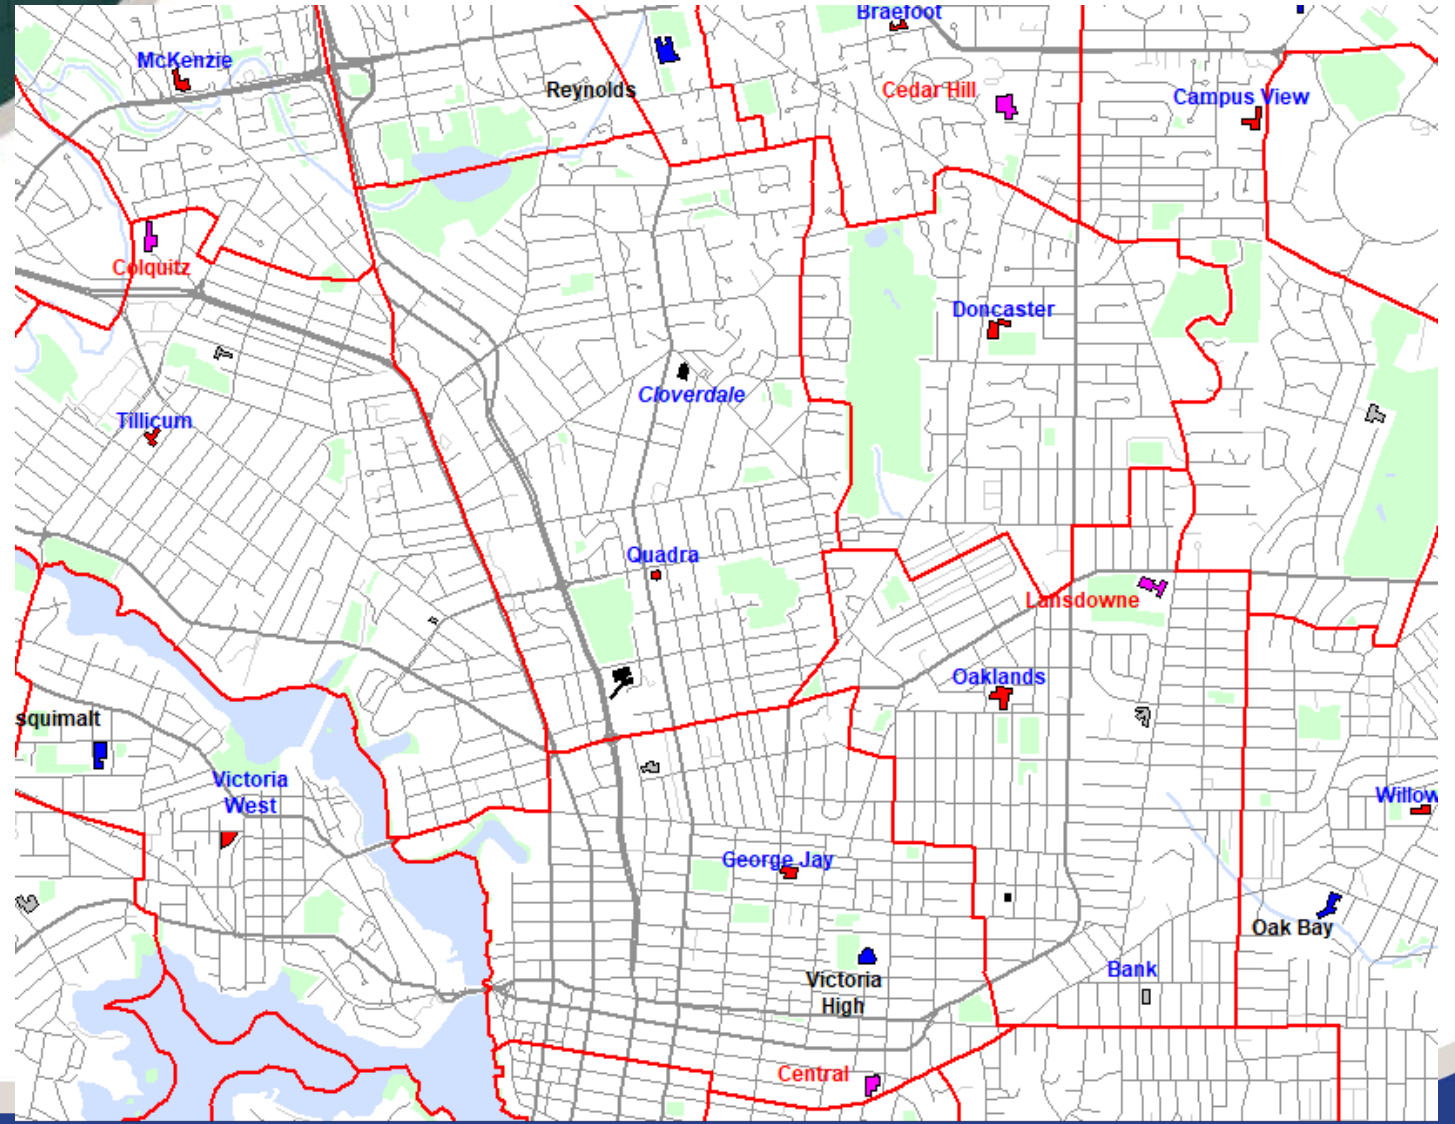 Braefoot
McKenzie
Reynolds
Cedar Hill
Campus View
Colquitz
Doncaster
Cloverdale
Tillicum
Quadra
Lansdowne
Oaklands
squimalt
Victoria
West
Willow
George Jay
Oak Bay
Victoria
High
Bank
Central